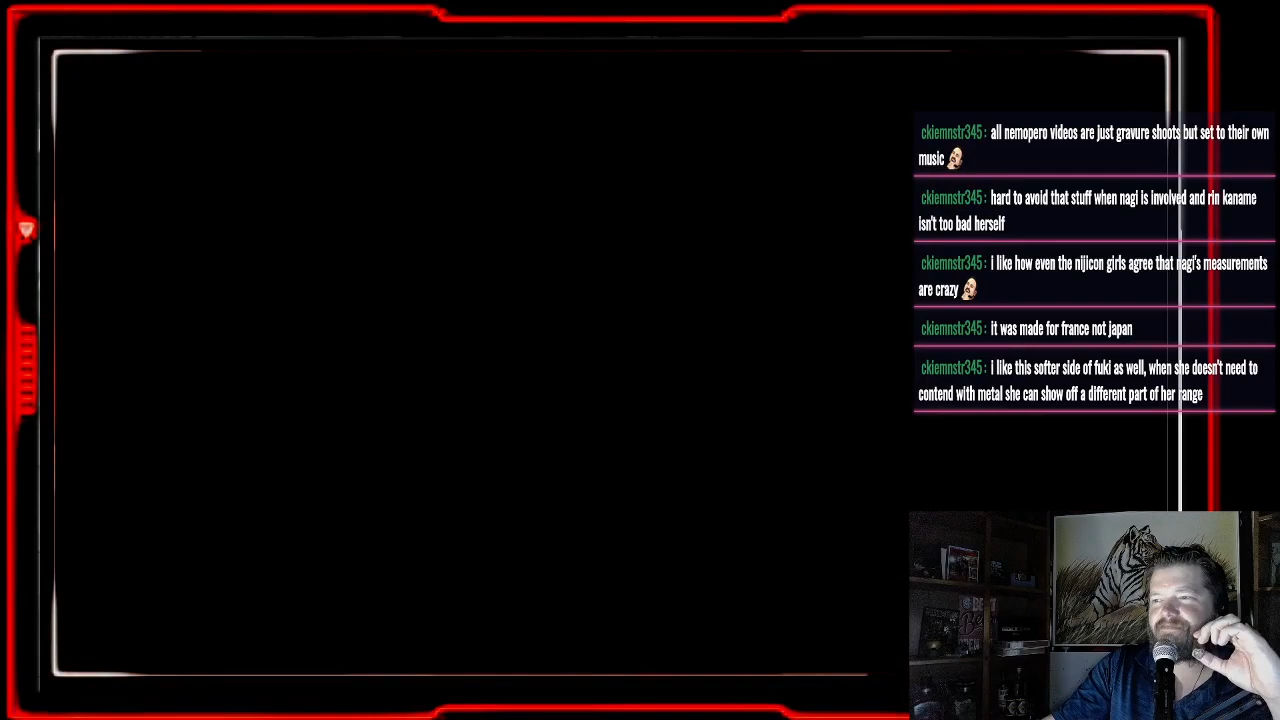 ckiemnstr345: all nemopero videos are just gravure shoots but set to their own
music
ckiemnstr345: hard to avoid that stuff when nagi is involved and rin kaname
isn't too bad herself
ckiemnstr345: i like how even the nijicon girls agree that nagi's measurements
are crazy
ckiemnstr345: it was made for france not japan
ckiemnstr345: I like this softer side of fuki as well, when she doesn't need to
contend with metal she can show off a different part of her range